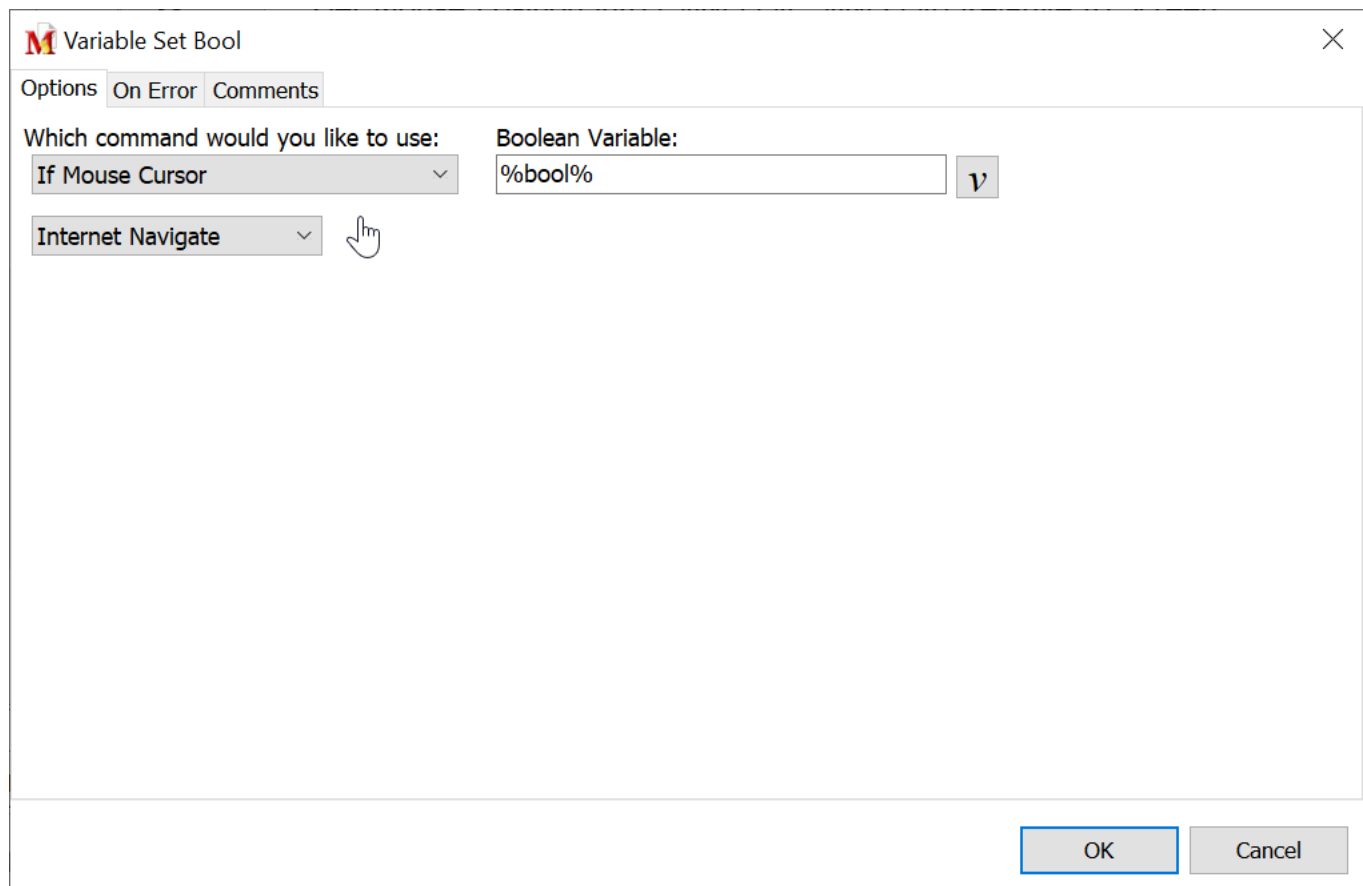 Variable Set Bool
Options On Error Comments
Which command would you like to use: Boolean Variable:
If Mouse Cursor %bool% v
Internet Navigate
OK Cancel